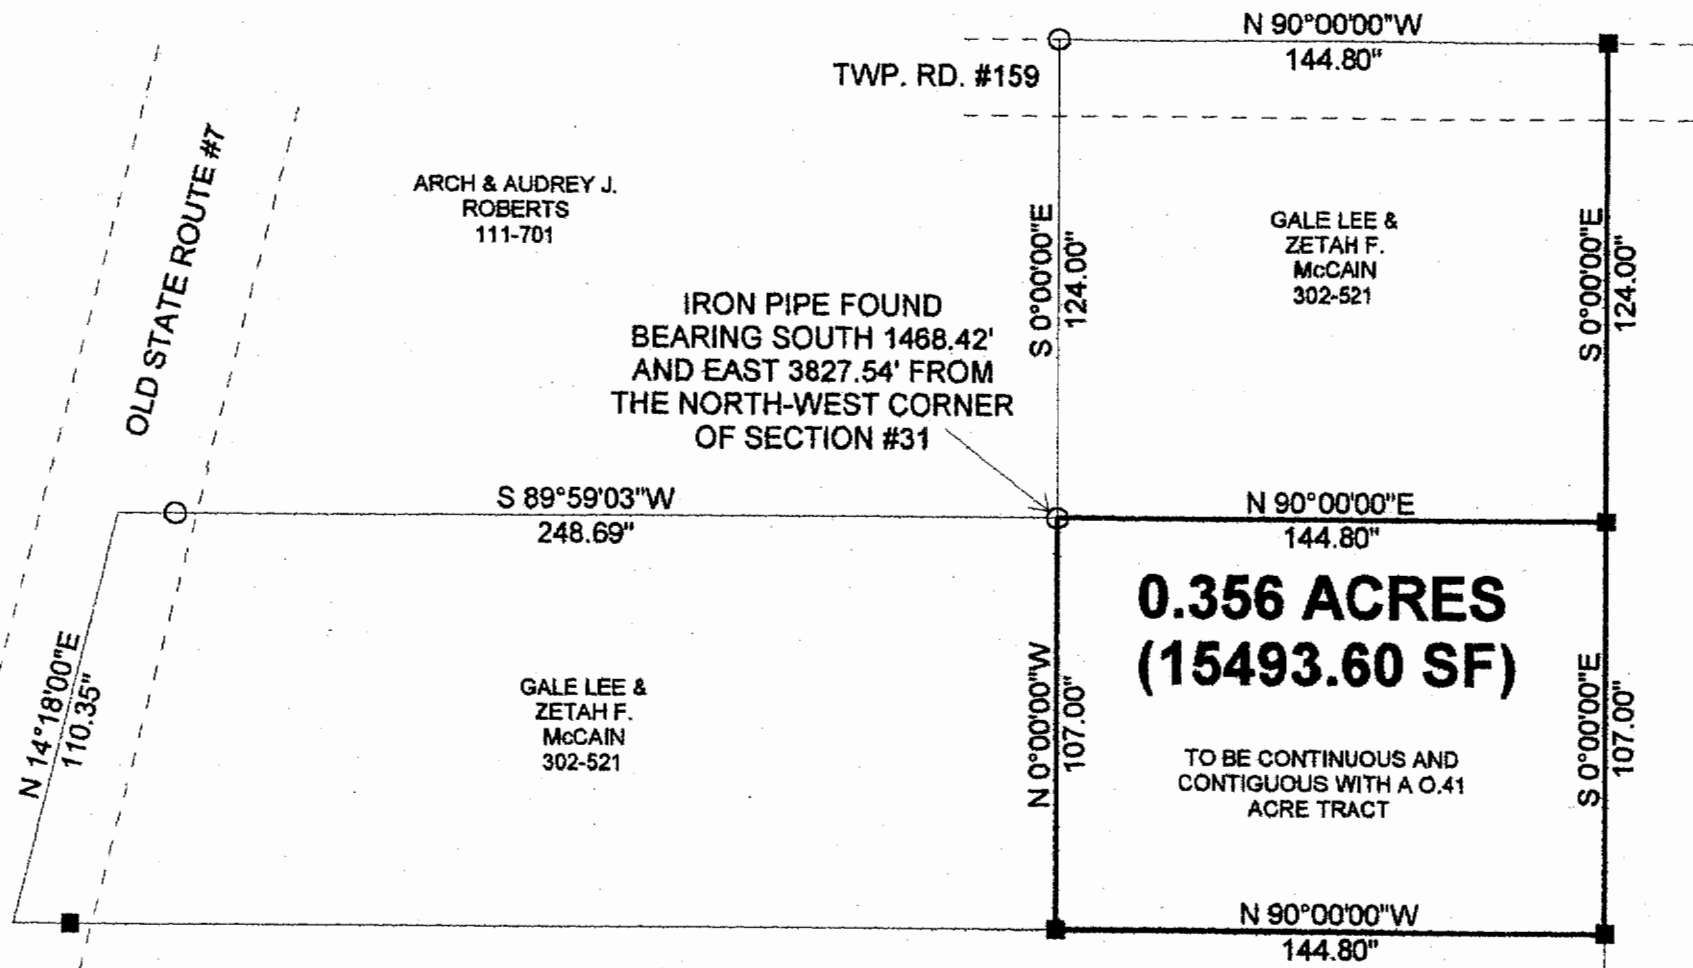 N 90°00'00"W
144.80"
TWP. RD. #159
OLD STATE ROUTE #7
ARCH & AUDREY J.
ROBERTS
111-701
S 0°00'00"E
124.00"
GALE LEE &
ZETAH F.
McCAIN
302-521
S 0°00'00"E
124.00"
IRON PIPE FOUND
BEARING SOUTH 1468.42'
AND EAST 3827.54' FROM
THE NORTH-WEST CORNER
OF SECTION #31
S 89°59'03"W
248.69"
N 90°00'00"E
144.80"
0.356 ACRES
(15493.60 SF)
N 14°18'00"E
110.35"
GALE LEE &
ZETAH F.
McCAIN
302-521
N 0°00'00"W
107.00"
TO BE CONTINUOUS AND
CONTIGUOUS WITH A O.41
ACRE TRACT
S 0°00'00"E
107.00"
N 90°00'00"W
144.80"